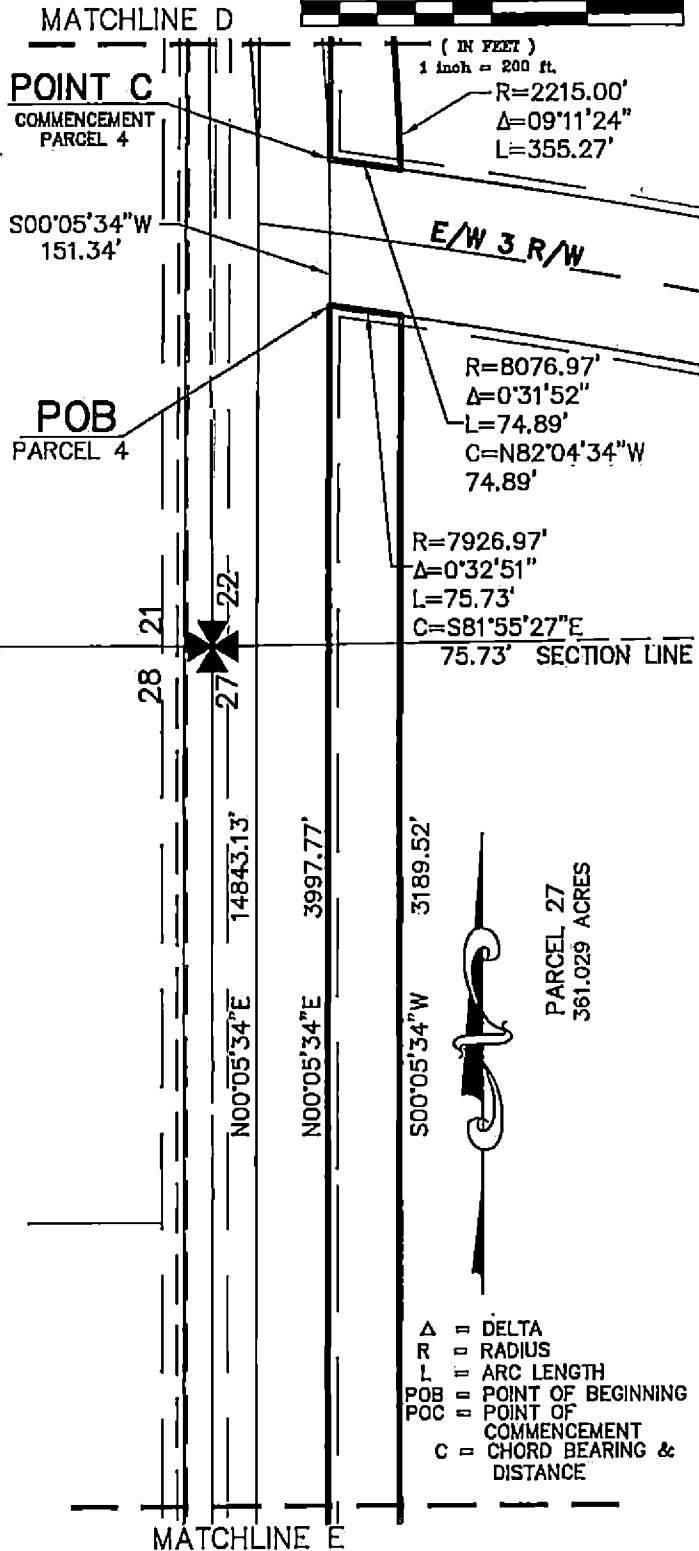 MATCHLINE D
( IN FEET )
1 inch = 200 ft.
POINT C
COMMENCEMENT
PARCEL 4
R=2215.00'
Δ=09°11'24"
L=355.27'
S00°05'34"W
151.34'
E/W 3 R/W
POB
PARCEL 4
R=8076.97'
Δ=0°31'52"
L=74.89'
C=N82°04'34"W
74.89'
R=7926.97'
Δ=0°32'51"
L=75.73'
C=S81°55'27"E
75.73'
SECTION LINE
21
22
28
27
N00°05'34"E 14843.13'
N00°05'34"E 3997.77'
S00°05'34"W 3189.52'
PARCEL 27
361.029 ACRES
Δ = DELTA
R = RADIUS
L = ARC LENGTH
POB = POINT OF BEGINNING
POC = POINT OF
COMMENCEMENT
C = CHORD BEARING &
DISTANCE
MATCHLINE E